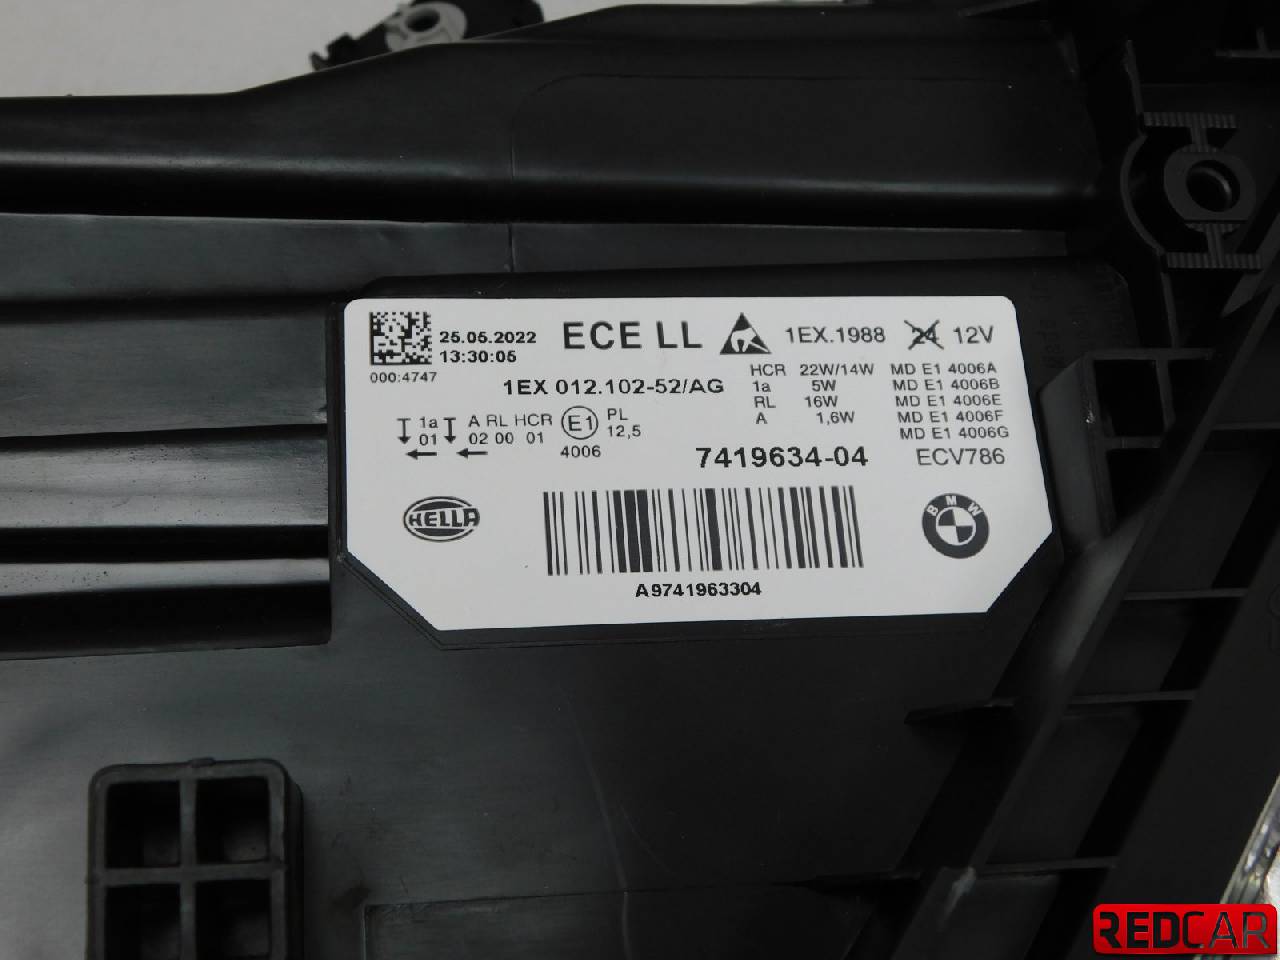 25.05.2022
13:30:05
000:4747
ECE LL
1EX.1988 24 12V
1EX 012.102-52/AG
HCR 22W/14W MD E1 4006A
1a 5W MD E1 4006B
RL 16W MD E1 4006E
A 1,6W MD E1 4006F
MD E1 4006G
1a A RL HCR E1 PL
01 02 00 01 12,5
4006
7419634-04 ECV786
HELLA
BMW
A9741963304
REDCAR